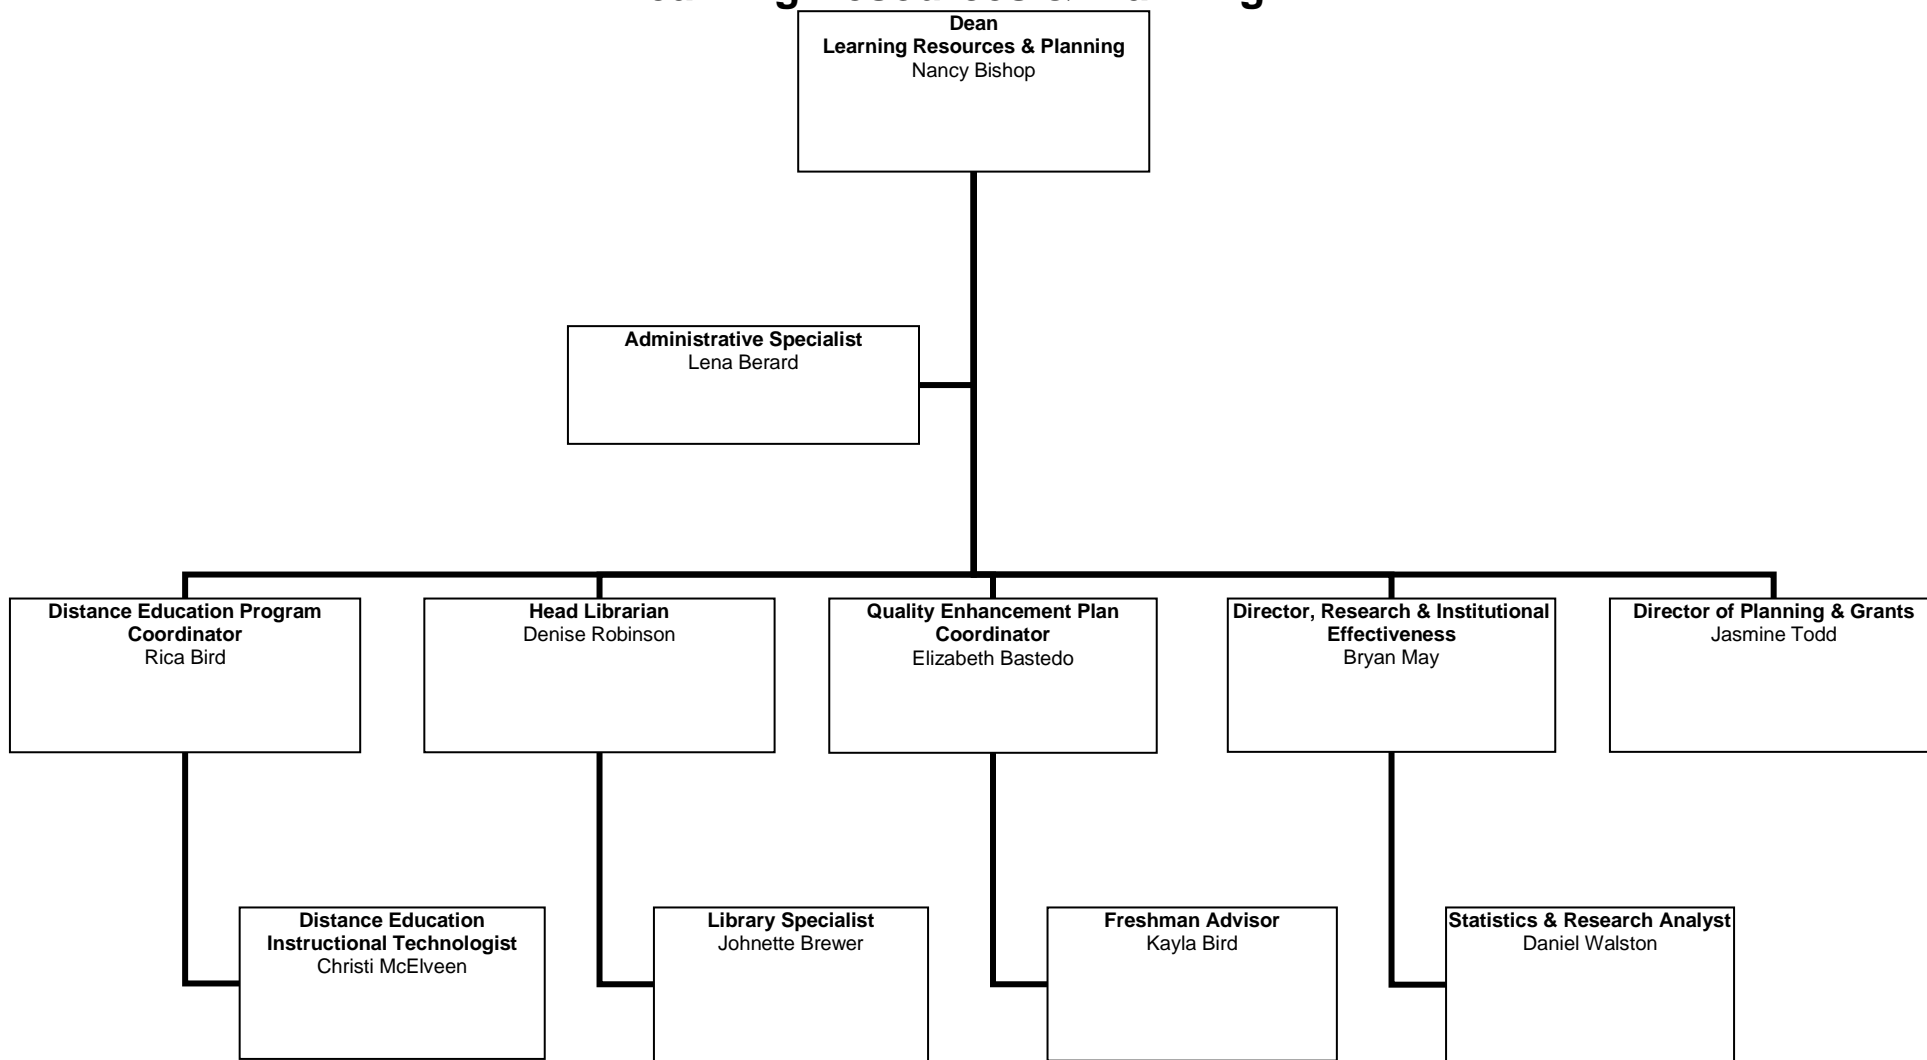 Dean
Learning Resources & Planning
Nancy Bishop
Administrative Specialist
Lena Berard
Distance Education Program
Coordinator
Rica Bird
Head Librarian
Denise Robinson
Quality Enhancement Plan
Coordinator
Elizabeth Bastedo
Director, Research & Institutional
Effectiveness
Bryan May
Director of Planning & Grants
Jasmine Todd
Distance Education
Instructional Technologist
Christi McElveen
Library Specialist
Johnette Brewer
Freshman Advisor
Kayla Bird
Statistics & Research Analyst
Daniel Walston